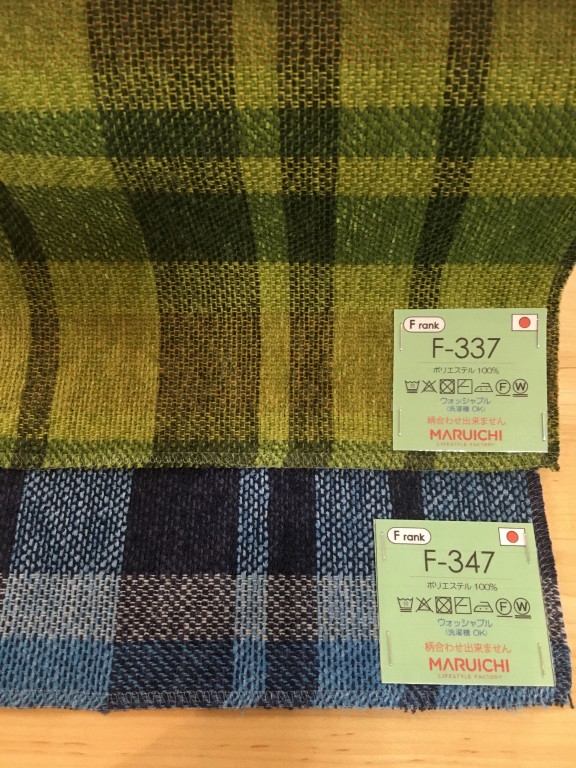 F rank
F-337
ポリエステル 100%
ウォッシャブル
(洗濯機 OK)
柄合わせ出来ません
MARUICHI
LIFESTYLE FACTORY
F rank
F-347
ポリエステル 100%
ウォッシャブル
(洗濯機 OK)
柄合わせ出来ません
MARUICHI
LIFESTYLE FACTORY